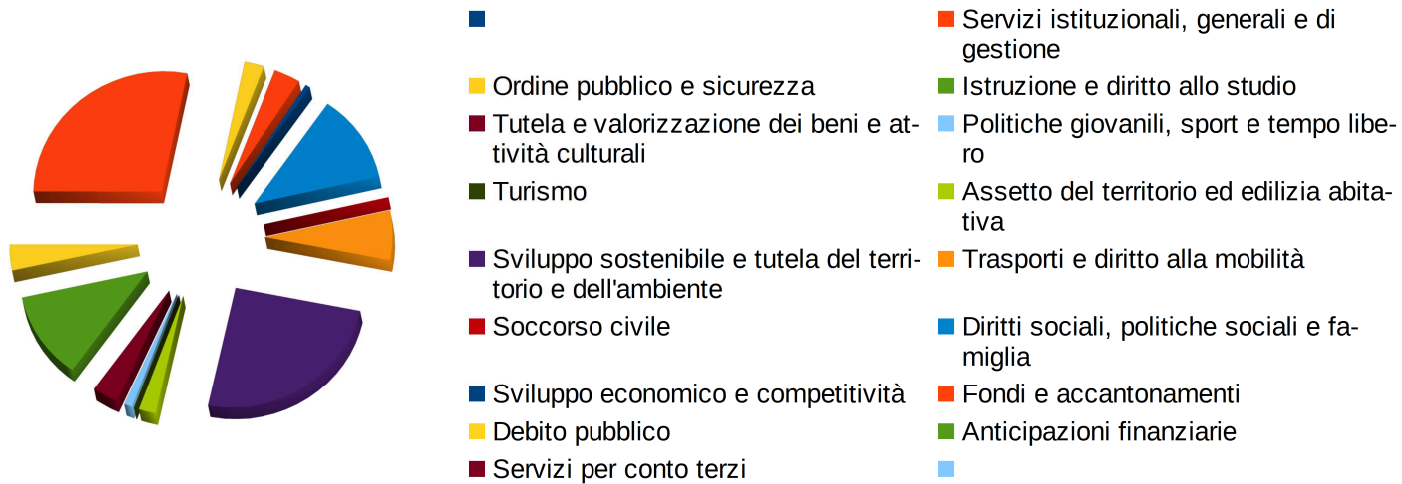 Servizi istituzionali, generali e di
gestione
Ordine pubblico e sicurezza
Istruzione e diritto allo studio
Tutela e valorizzazione dei beni e at-
tività culturali
Politiche giovanili, sport e tempo libe-
ro
Turismo
Assetto del territorio ed edilizia abita-
tiva
Sviluppo sostenibile e tutela del terri-
torio e dell'ambiente
Trasporti e diritto alla mobilità
Soccorso civile
Diritti sociali, politiche sociali e fa-
miglia
Sviluppo economico e competitività
Fondi e accantonamenti
Debito pubblico
Anticipazioni finanziarie
Servizi per conto terzi